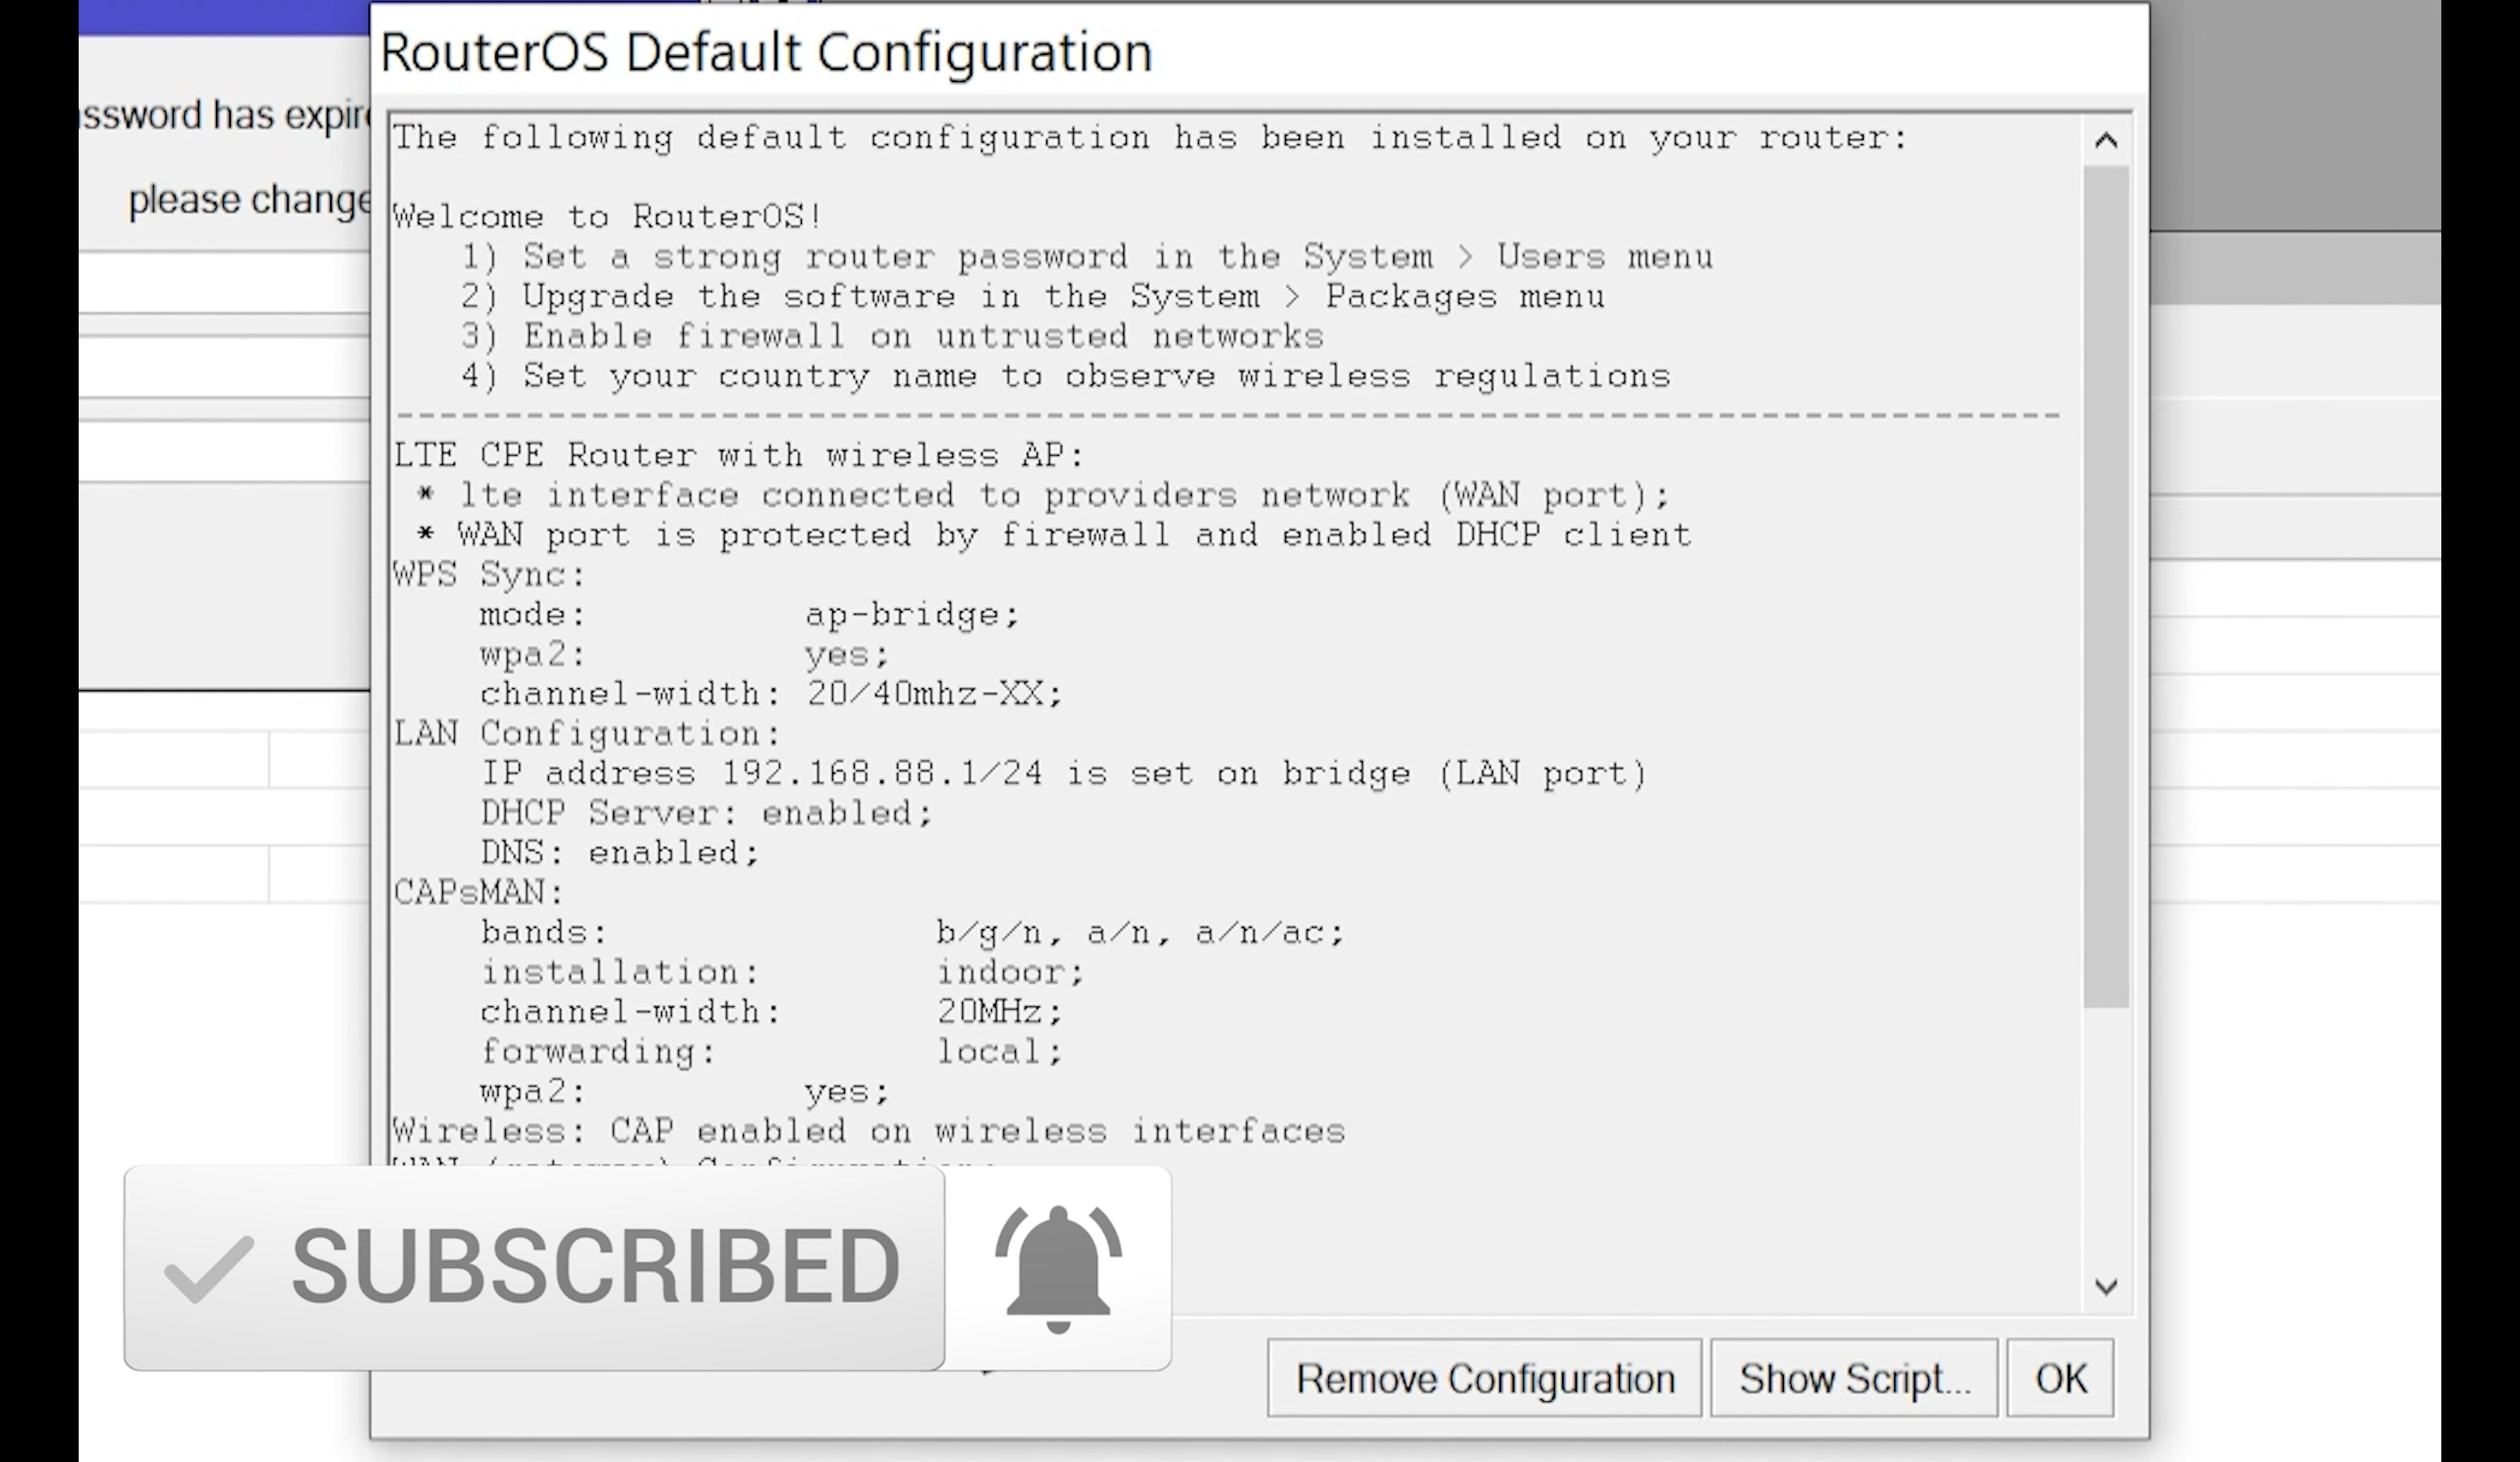 RouterOS Default Configuration
has
please change
The following default configuration has been installed on your router:
Welcome to RouterOS!
1) Set a strong router password in the System > Users menu
2) Upgrade the software in the System > Packages menu
3) Enable firewall on untrusted networks
4) Set your country name to observe wireless regulations
--------------------------------------------------------------------------------
LTE CPE Router with wireless AP:
* lte interface connected to providers network (WAN port);
* WAN port is protected by firewall and enabled DHCP client
WPS Sync:
mode: ap-bridge;
wpa2: yes;
channel-width: 20/40mhz-XX;
LAN Configuration:
IP address 192.168.88.1/24 is set on bridge (LAN port)
DHCP Server: enabled;
DNS: enabled;
CAPsMAN:
bands: b/g/n, a/n, a/n/ac;
installation: indoor;
channel-width: 20MHz;
forwarding: local;
wpa2: yes;
Wireless: CAP enabled on wireless interfaces
SUBSCRIBED
Remove Configuration
Show Script...
OK